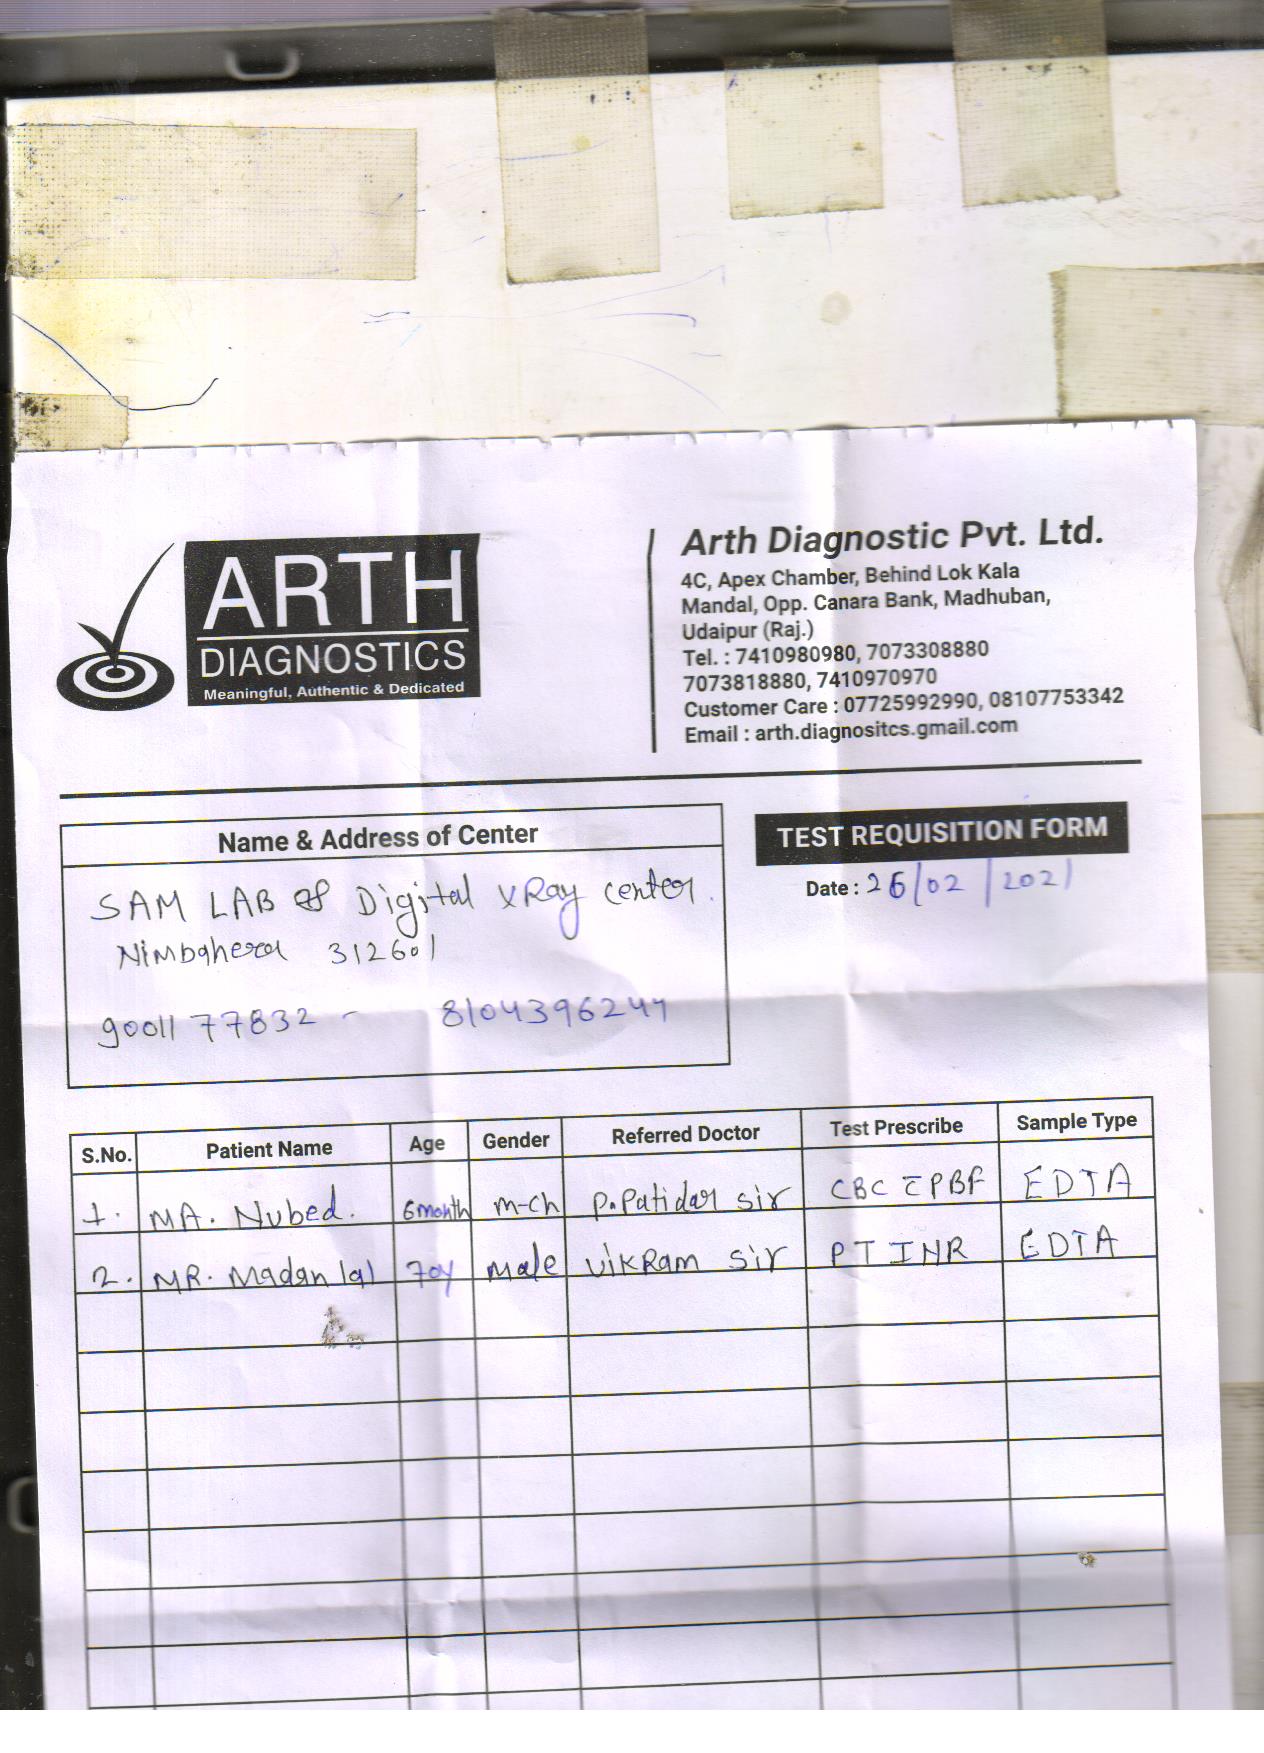 ARTH
DIAGNOSTICS
Meaningful, Authentic & Dedicated
Arth Diagnostic Pvt. Ltd.
4C, Apex Chamber, Behind Lok Kala
Mandal, Opp. Canara Bank, Madhuban,
Udaipur (Raj.)
Tel. : 7410980980, 7073308880
7073818880, 7410970970
Customer Care : 07725992990, 08107753342
Email : arth.diagnositcs.gmail.com
Name & Address of Center
SAM LAB & Digital XRay center.
Nimbahera 312601
90011 77832 - 8104396244
TEST REQUISITION FORM
Date : 26/02/2021
S.No. Patient Name Age Gender Referred Doctor Test Prescribe Sample Type
1. MA. Nubed. 6month m-ch P.Patidar sir CBC PBF EDTA
2. MR. Madan lal 70y male vikRam sir PT INR EDTA